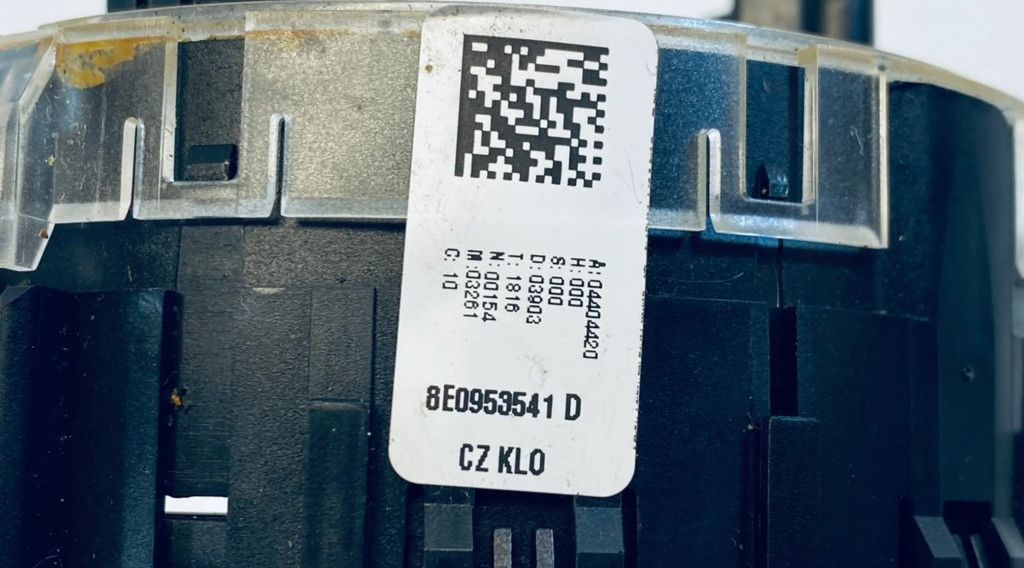 A:04404420
H:000
S:000
D:03903
T:1816
N:00154
M:03261
C:10
8E0953541 D
CZ KLO